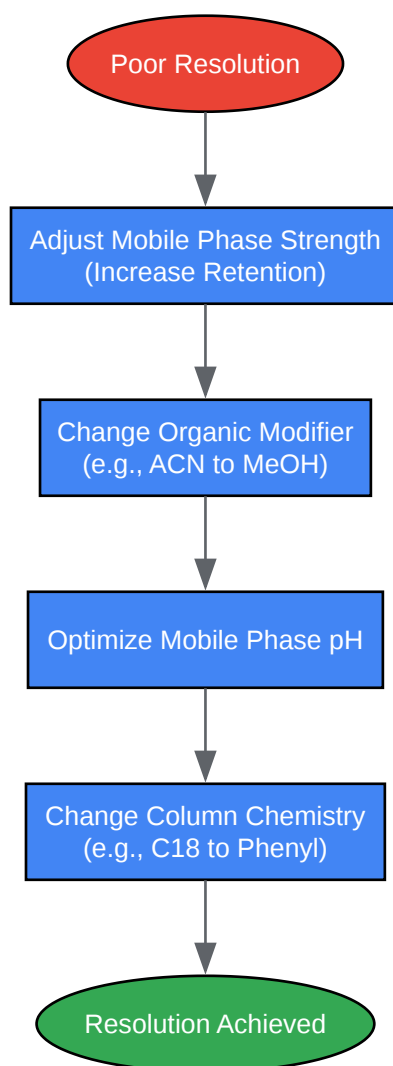 Poor Resolution
Adjust Mobile Phase Strength
(Increase Retention)
Change Organic Modifier
(e.g., ACN to MeOH)
Optimize Mobile Phase pH
Change Column Chemistry
(e.g., C18 to Phenyl)
Resolution Achieved